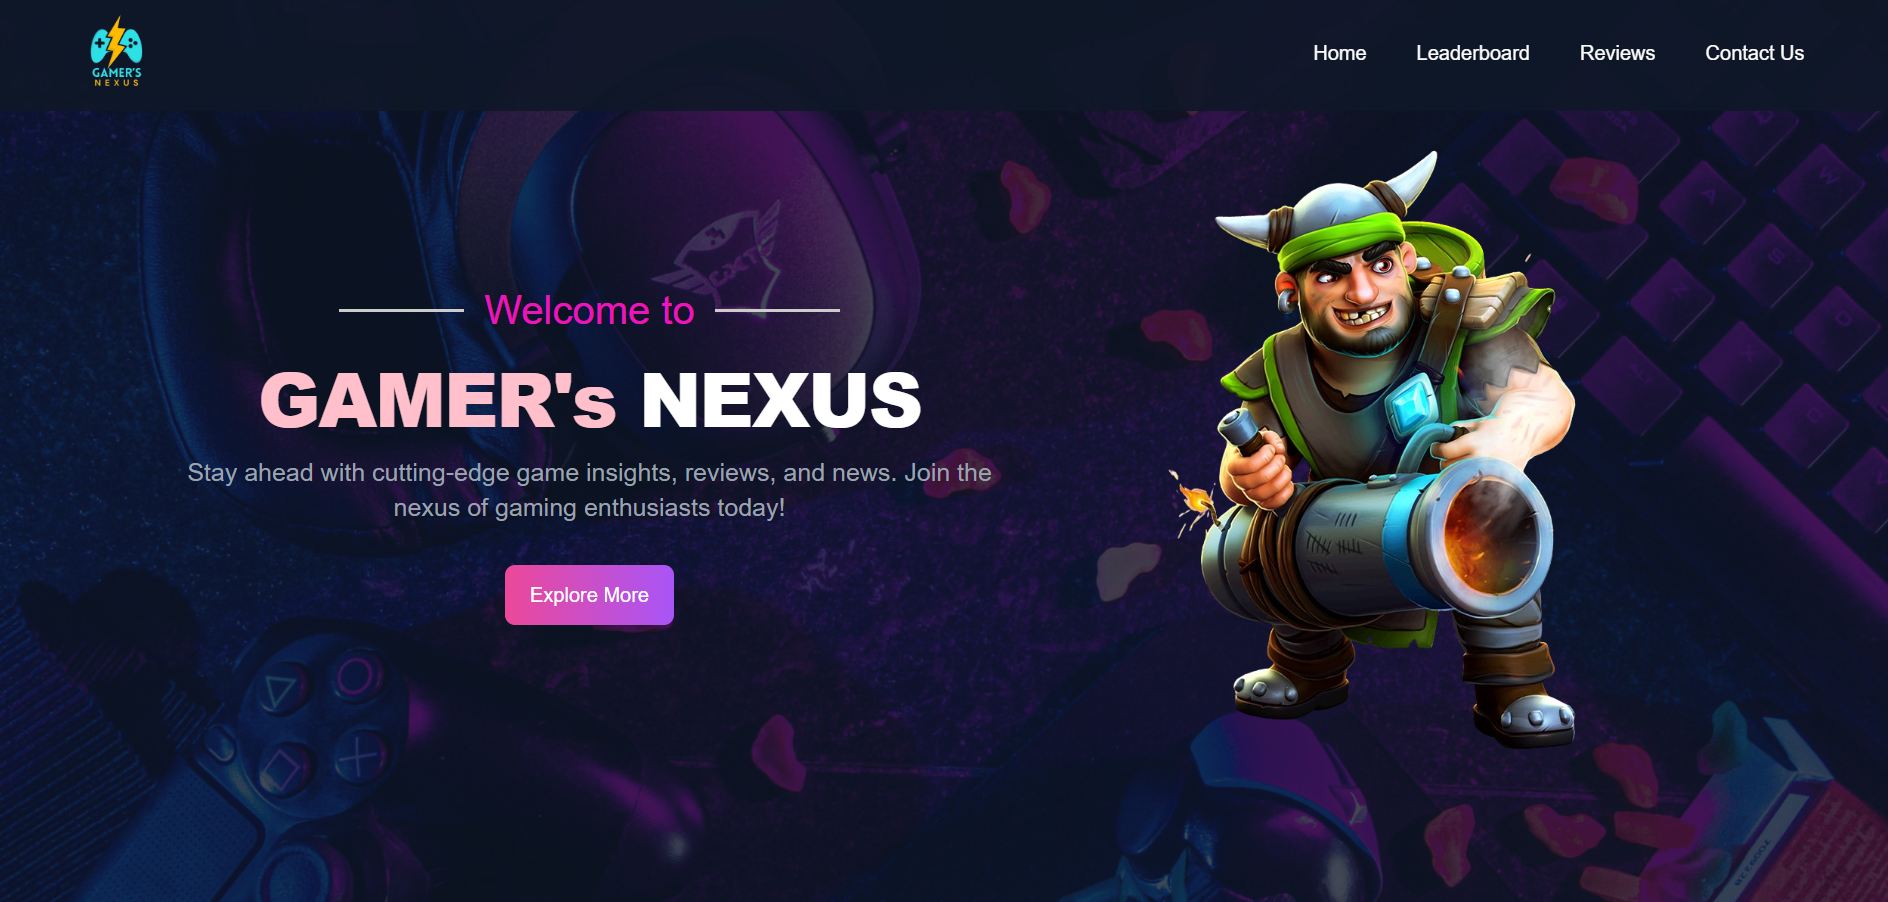 GAMER'S
NEXUS
Home
Leaderboard
Reviews
Contact Us
Welcome to
GAMER's NEXUS
Stay ahead with cutting-edge game insights, reviews, and news. Join the
nexus of gaming enthusiasts today!
Explore More